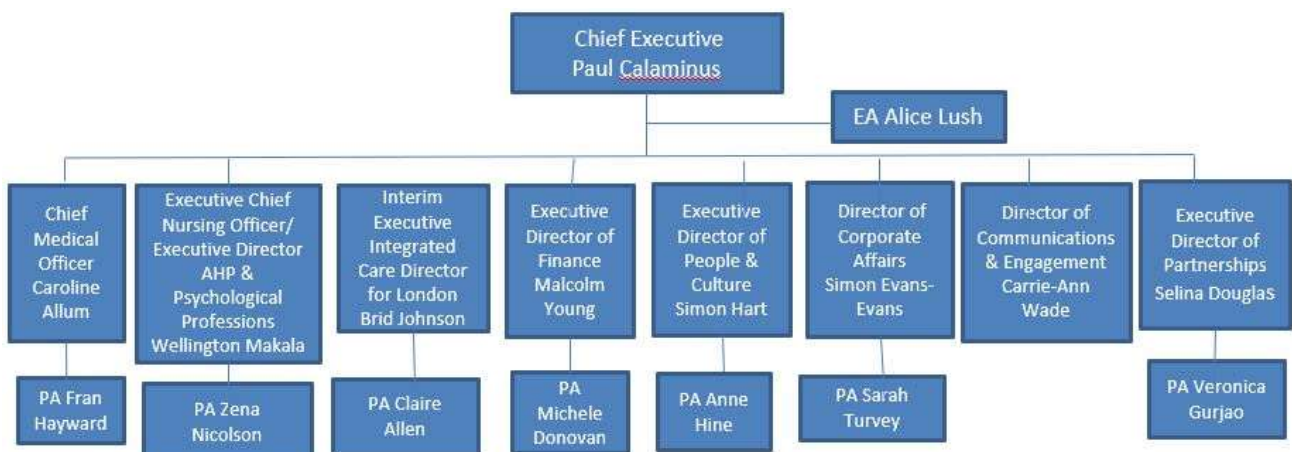 Chief Executive
Paul Calaminus
EA Alice Lush
Chief
Medical
Officer
Caroline
Allum
Executive Chief
Nursing Officer/
Executive Director
AHP &
Psychological
Professions
Wellington Makala
Interim
Executive
Integrated
Care Director
for London
Brid Johnson
Executive
Director of
Finance
Malcolm
Young
Executive
Director of
People &
Culture
Simon Hart
Director of
Corporate
Affairs
Simon Evans-
Evans
Director of
Communications
& Engagement
Carrie-Ann
Wade
Executive
Director of
Partnerships
Selina Douglas
PA Fran
Hayward
PA Zena
Nicolson
PA Claire
Allen
PA
Michele
Donovan
PA Anne
Hine
PA Sarah
Turvey
PA Veronica
Gurjao